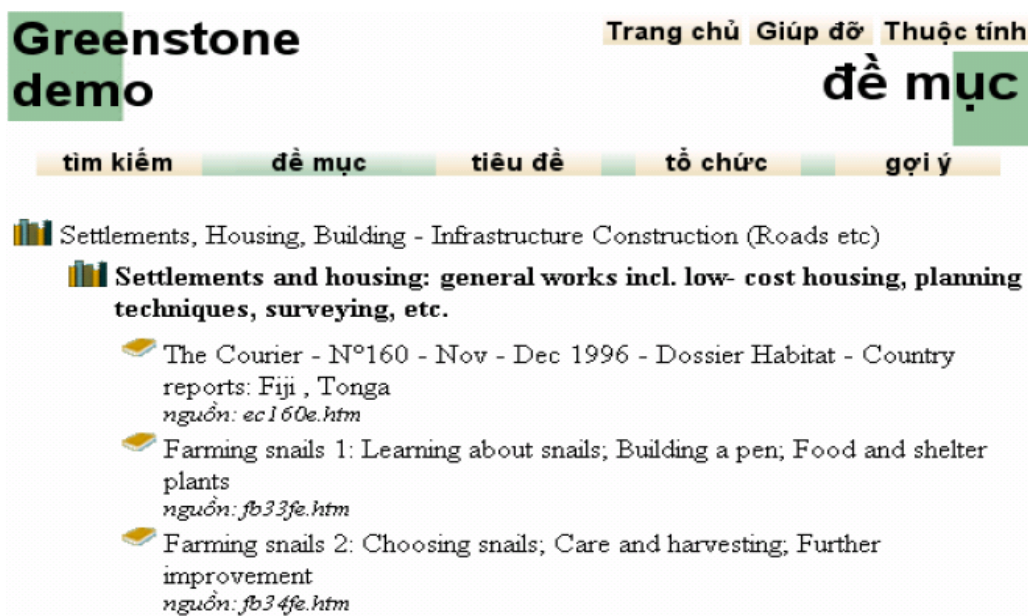 Greenstone
demo
Trang chủ Giúp đỡ Thuộc tính
đề mục
tìm kiếm đề mục tiêu đề tổ chức gợi ý
Settlements, Housing, Building - Infrastructure Construction (Roads etc)
Settlements and housing: general works incl. low- cost housing, planning
techniques, surveying, etc.
The Courier - N°160 - Nov - Dec 1996 - Dossier Habitat - Country
reports: Fiji , Tonga
nguồn: ec160e.htm
Farming snails 1: Learning about snails; Building a pen; Food and shelter
plants
nguồn: fb33fe.htm
Farming snails 2: Choosing snails; Care and harvesting; Further
improvement
nguồn: fb34fe.htm